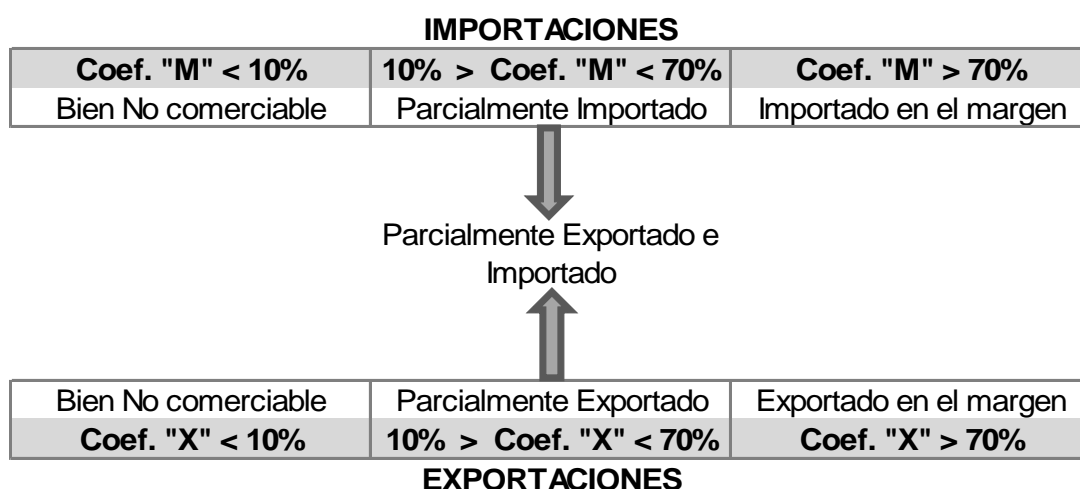 IMPORTACIONES
Coef. "M" < 10% 10% > Coef. "M" < 70% Coef. "M" > 70%
Bien No comerciable Parcialmente Importado Importado en el margen
Parcialmente Exportado e
Importado
Bien No comerciable Parcialmente Exportado Exportado en el margen
Coef. "X" < 10% 10% > Coef. "X" < 70% Coef. "X" > 70%
EXPORTACIONES